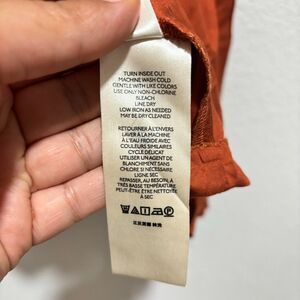 TURN INSIDE OUT
MACHINE WASH COLD
GENTLE WITH LIKE COLORS
USE ONLY NON-CHLORINE
BLEACH
LINE DRY
LOW IRON AS NEEDED
MAY BE DRY CLEANED
RETOURNER À L'ENVERS
LAVER À LA MACHINE
À L'EAU FROIDE AVEC
COULEURS SIMILAIRES
CYCLE DÉLICAT
UTILISER UN AGENT DE
BLANCHIMENT SANS
CHLORE SI NÉCESSAIRE
LIGNE SEC
REPASSER, AU BESOIN, À
TRÈS BASSE TEMPÉRATURE
PEUT-ÊTRE NETTOYÉE
À SEC